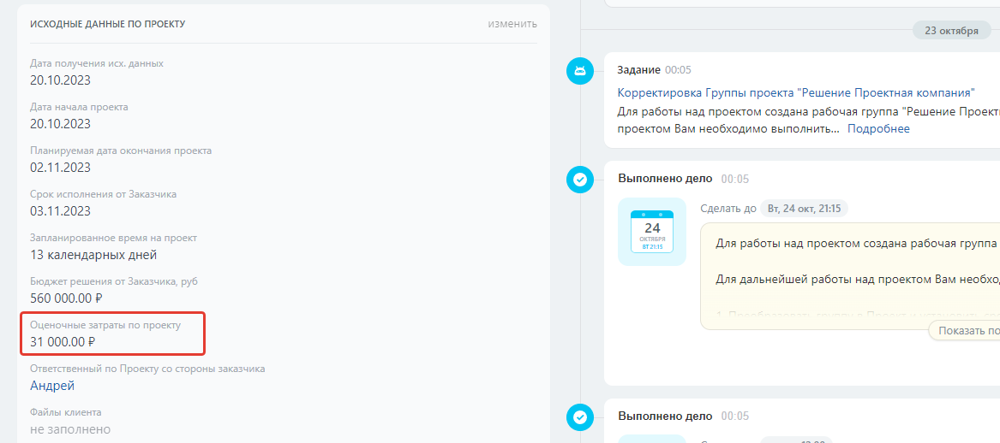 ИСХОДНЫЕ ДАННЫЕ ПО ПРОЕКТУ
изменить
Дата получения исх. данных
20.10.2023
Дата начала проекта
20.10.2023
Планируемая дата окончания проекта
02.11.2023
Срок исполнения от Заказчика
03.11.2023
Запланированное время на проект
13 календарных дней
Бюджет решения от Заказчика, руб
560 000.00 ₽
Оценочные затраты по проекту
31 000.00 ₽
Ответственный по Проекту со стороны заказчика
Андрей
Файлы клиента
не заполнено
23 октября
Задание 00:05
Корректировка Группы проекта "Решение Проектная компания"
Для работы над проектом создана рабочая группа "Решение Проект
проектом Вам необходимо выполнить... Подробнее
Выполнено дело 00:05
24
ОКТЯБРЯ
ВТ 21:15
Сделать до Вт, 24 окт, 21:15
Для работы над проектом создана рабочая группа
Для дальнейшей работы над проектом Вам необход
Показать по
Выполнено дело 00:05